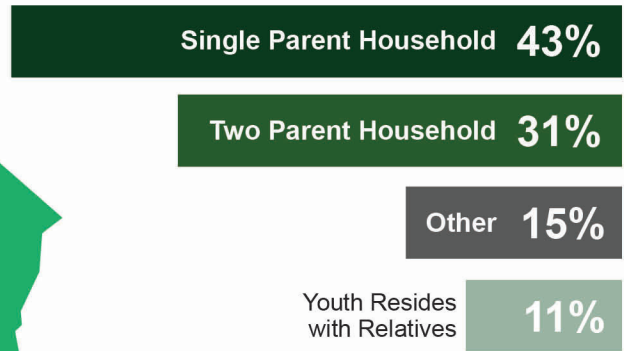 Single Parent Household 43%
Two Parent Household 31%
Other 15%
Youth Resides
with Relatives 11%